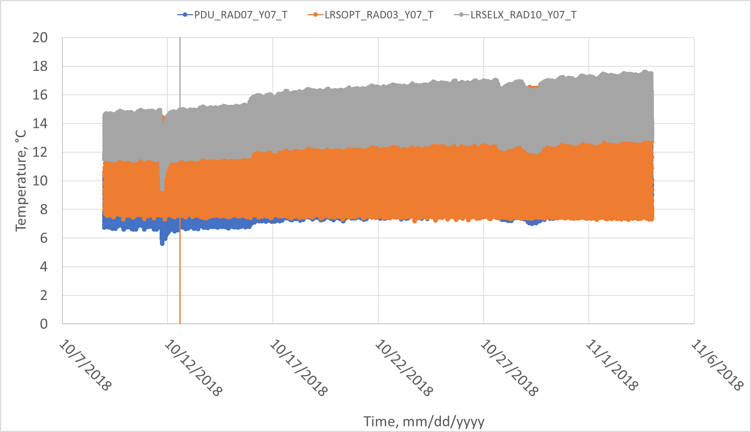 PDU_RAD07_Y07_T LRSOPT_RAD03_Y07_T LRSELX_RAD10_Y07_T
20
18
16
14
12
10
8
6
4
2
0
Temperature, °C
10/7/2018 10/12/2018 10/17/2018 10/22/2018 10/27/2018 11/1/2018 11/6/2018
Time, mm/dd/yyyy